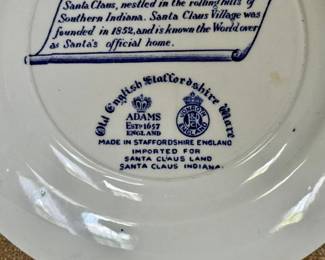 Santa Claus, nestled in the rolling hills of
Southern Indiana. Santa Claus Village was
founded in 1852, and is known the World over
as Santa's official home.
Old English Staffordshire Ware
ADAMS
ESTD 1657
ENGLAND
JONROTH
ENGLAND
MADE IN STAFFORDSHIRE ENGLAND
IMPORTED FOR
SANTA CLAUS LAND
SANTA CLAUS INDIANA.